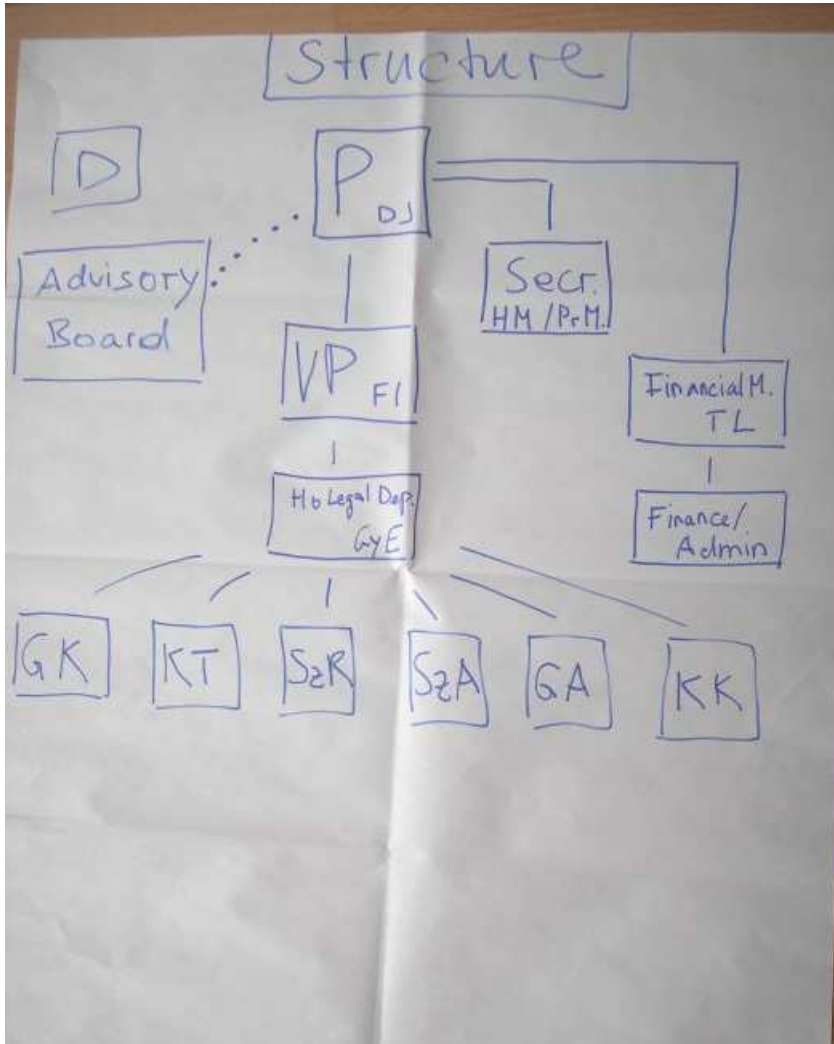 Structure
D
P
DJ
Advisory
Board
Secr.
HM/PrM.
VP FI
Financial M.
TL
Ho Legal Dep.
GyE
Finance/
Admin
GK KT SzR SzA GA KK